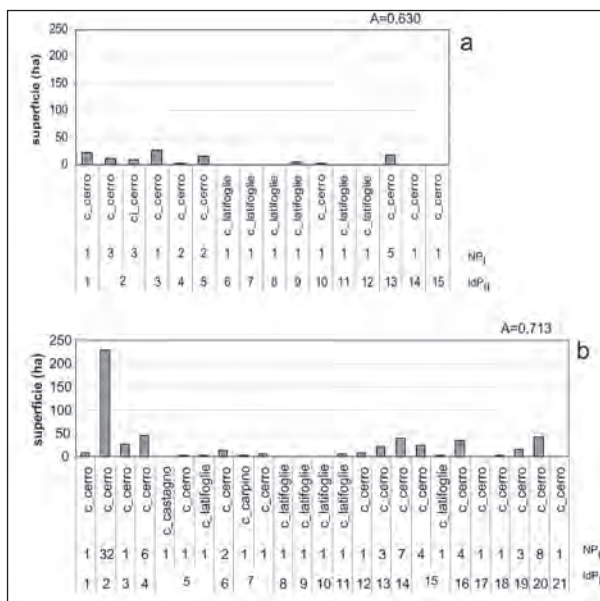 A=0,630
a
superficie (ha)
250
200
150
100
50
0
c_cerro c_cerro ci_cerro c_cerro c_cerro c_cerro c_latifoglie c_latifoglie c_latifoglie c_latifoglie c_cerro c_latifoglie c_latifoglie c_cerro c_cerro c_cerro
1 3 3 1 2 2 1 1 1 1 1 1 1 5 1 1 NPI
1 2 3 4 5 6 7 8 9 10 11 12 13 14 15 IdPII
A=0,713
b
superficie (ha)
250
200
150
100
50
0
c_cerro c_cerro c_cerro c_cerro c_castagno c_cerro c_latifoglie c_cerro c_carpino c_cerro c_latifoglie c_latifoglie c_latifoglie c_latifoglie c_cerro c_cerro c_cerro c_cerro c_latifoglie c_cerro c_cerro c_cerro c_cerro c_cerro c_cerro
1 32 1 6 1 1 1 2 1 1 1 1 1 1 1 3 7 4 1 4 1 1 3 8 1 NP
1 2 3 4 5 6 7 8 9 10 11 12 13 14 15 16 17 18 19 20 21 IdP